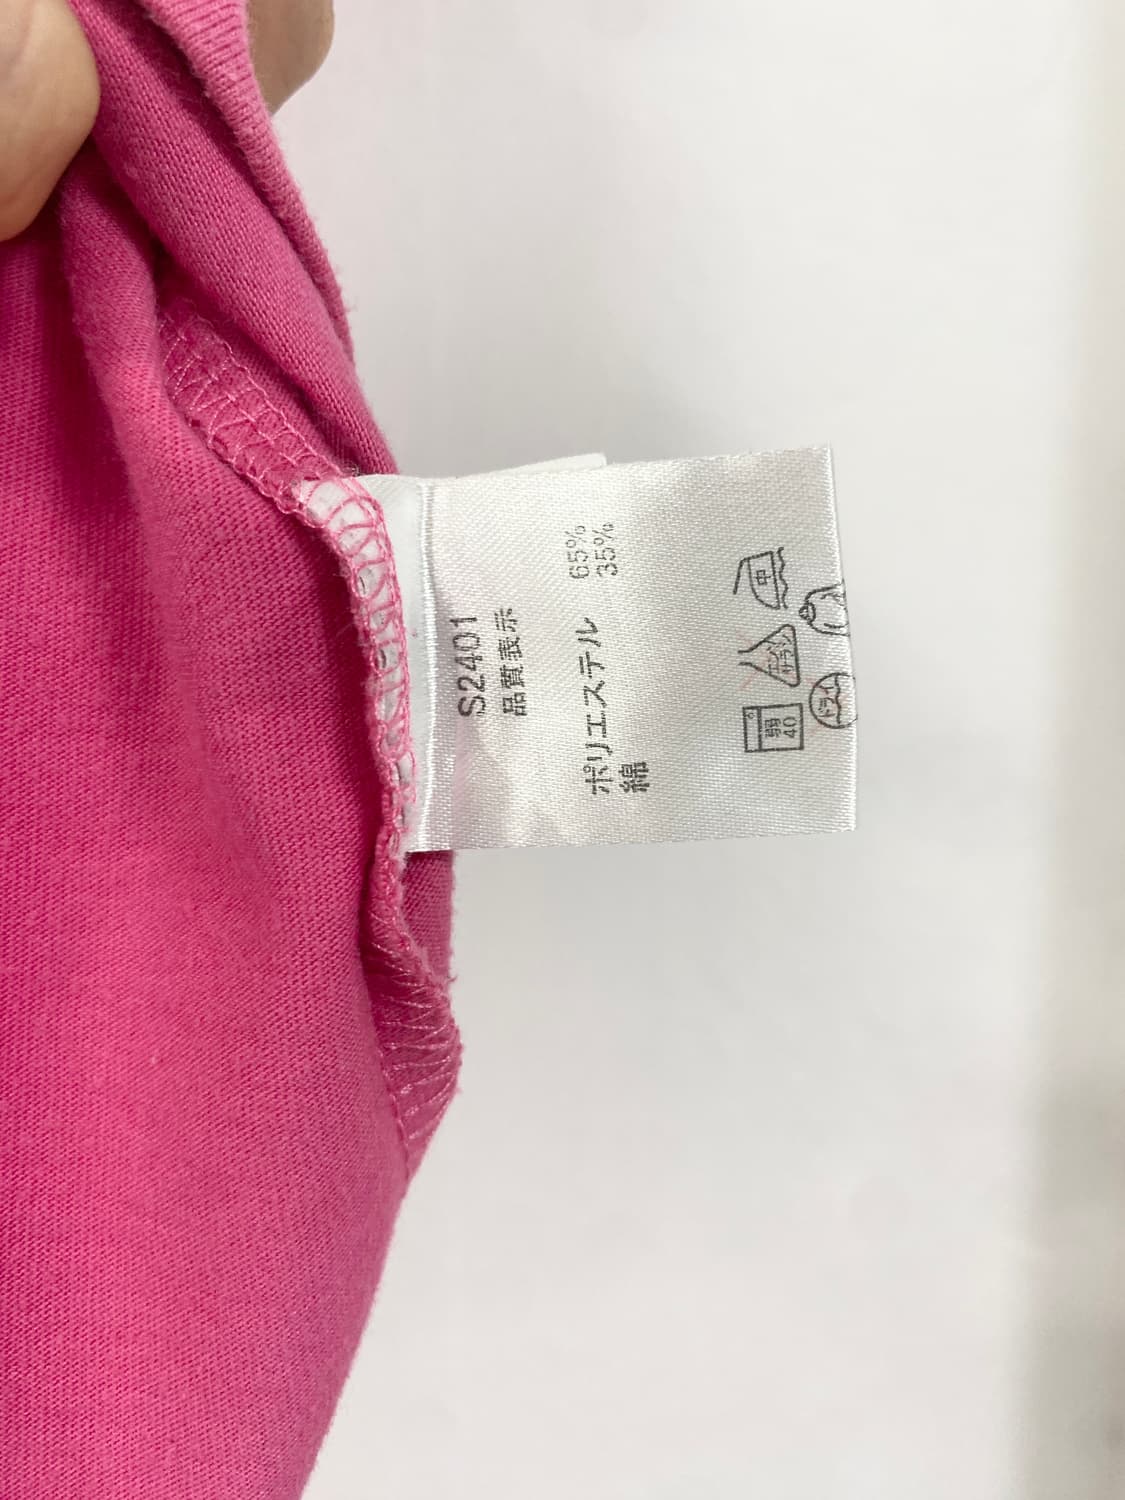 S2401
品質表示
ポリエステル 65%
綿 35%
弱
40
中